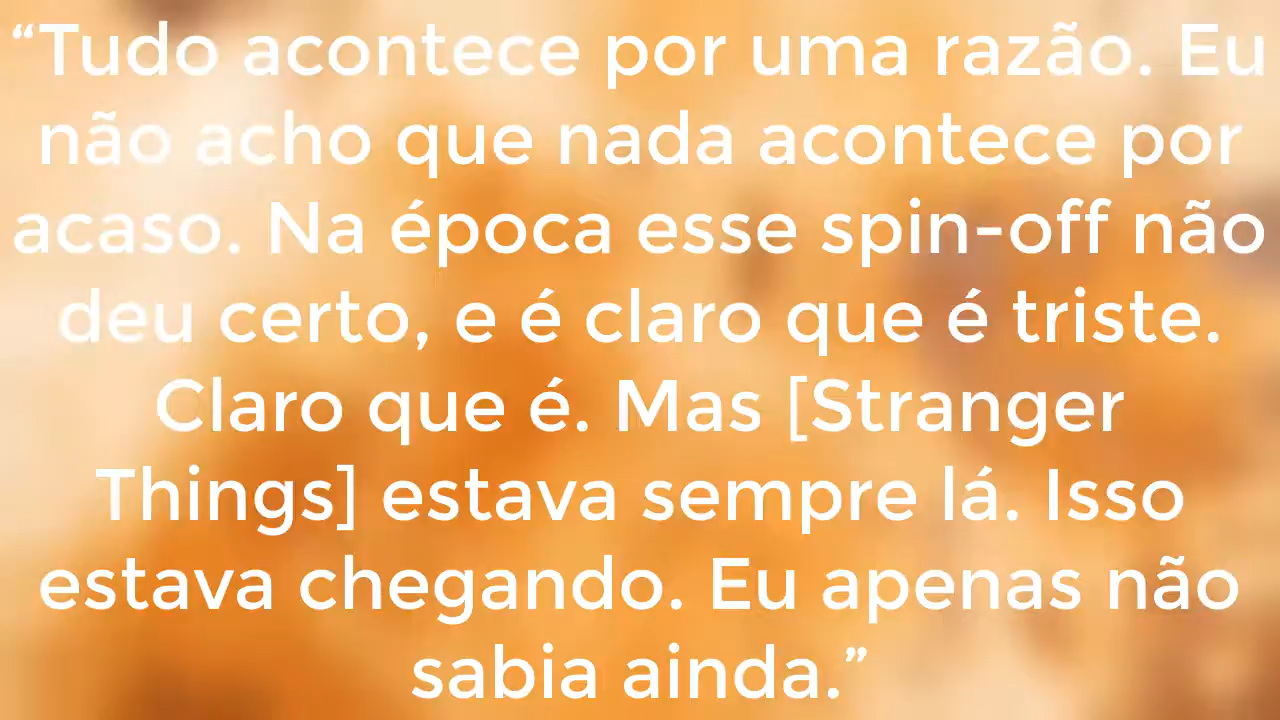 “Tudo acontece por uma razão. Eu
não acho que nada acontece por
acaso. Na época esse spin-off não
deu certo, e é claro que é triste.
Claro que é. Mas [Stranger
Things] estava sempre lá. Isso
estava chegando. Eu apenas não
sabia ainda.”